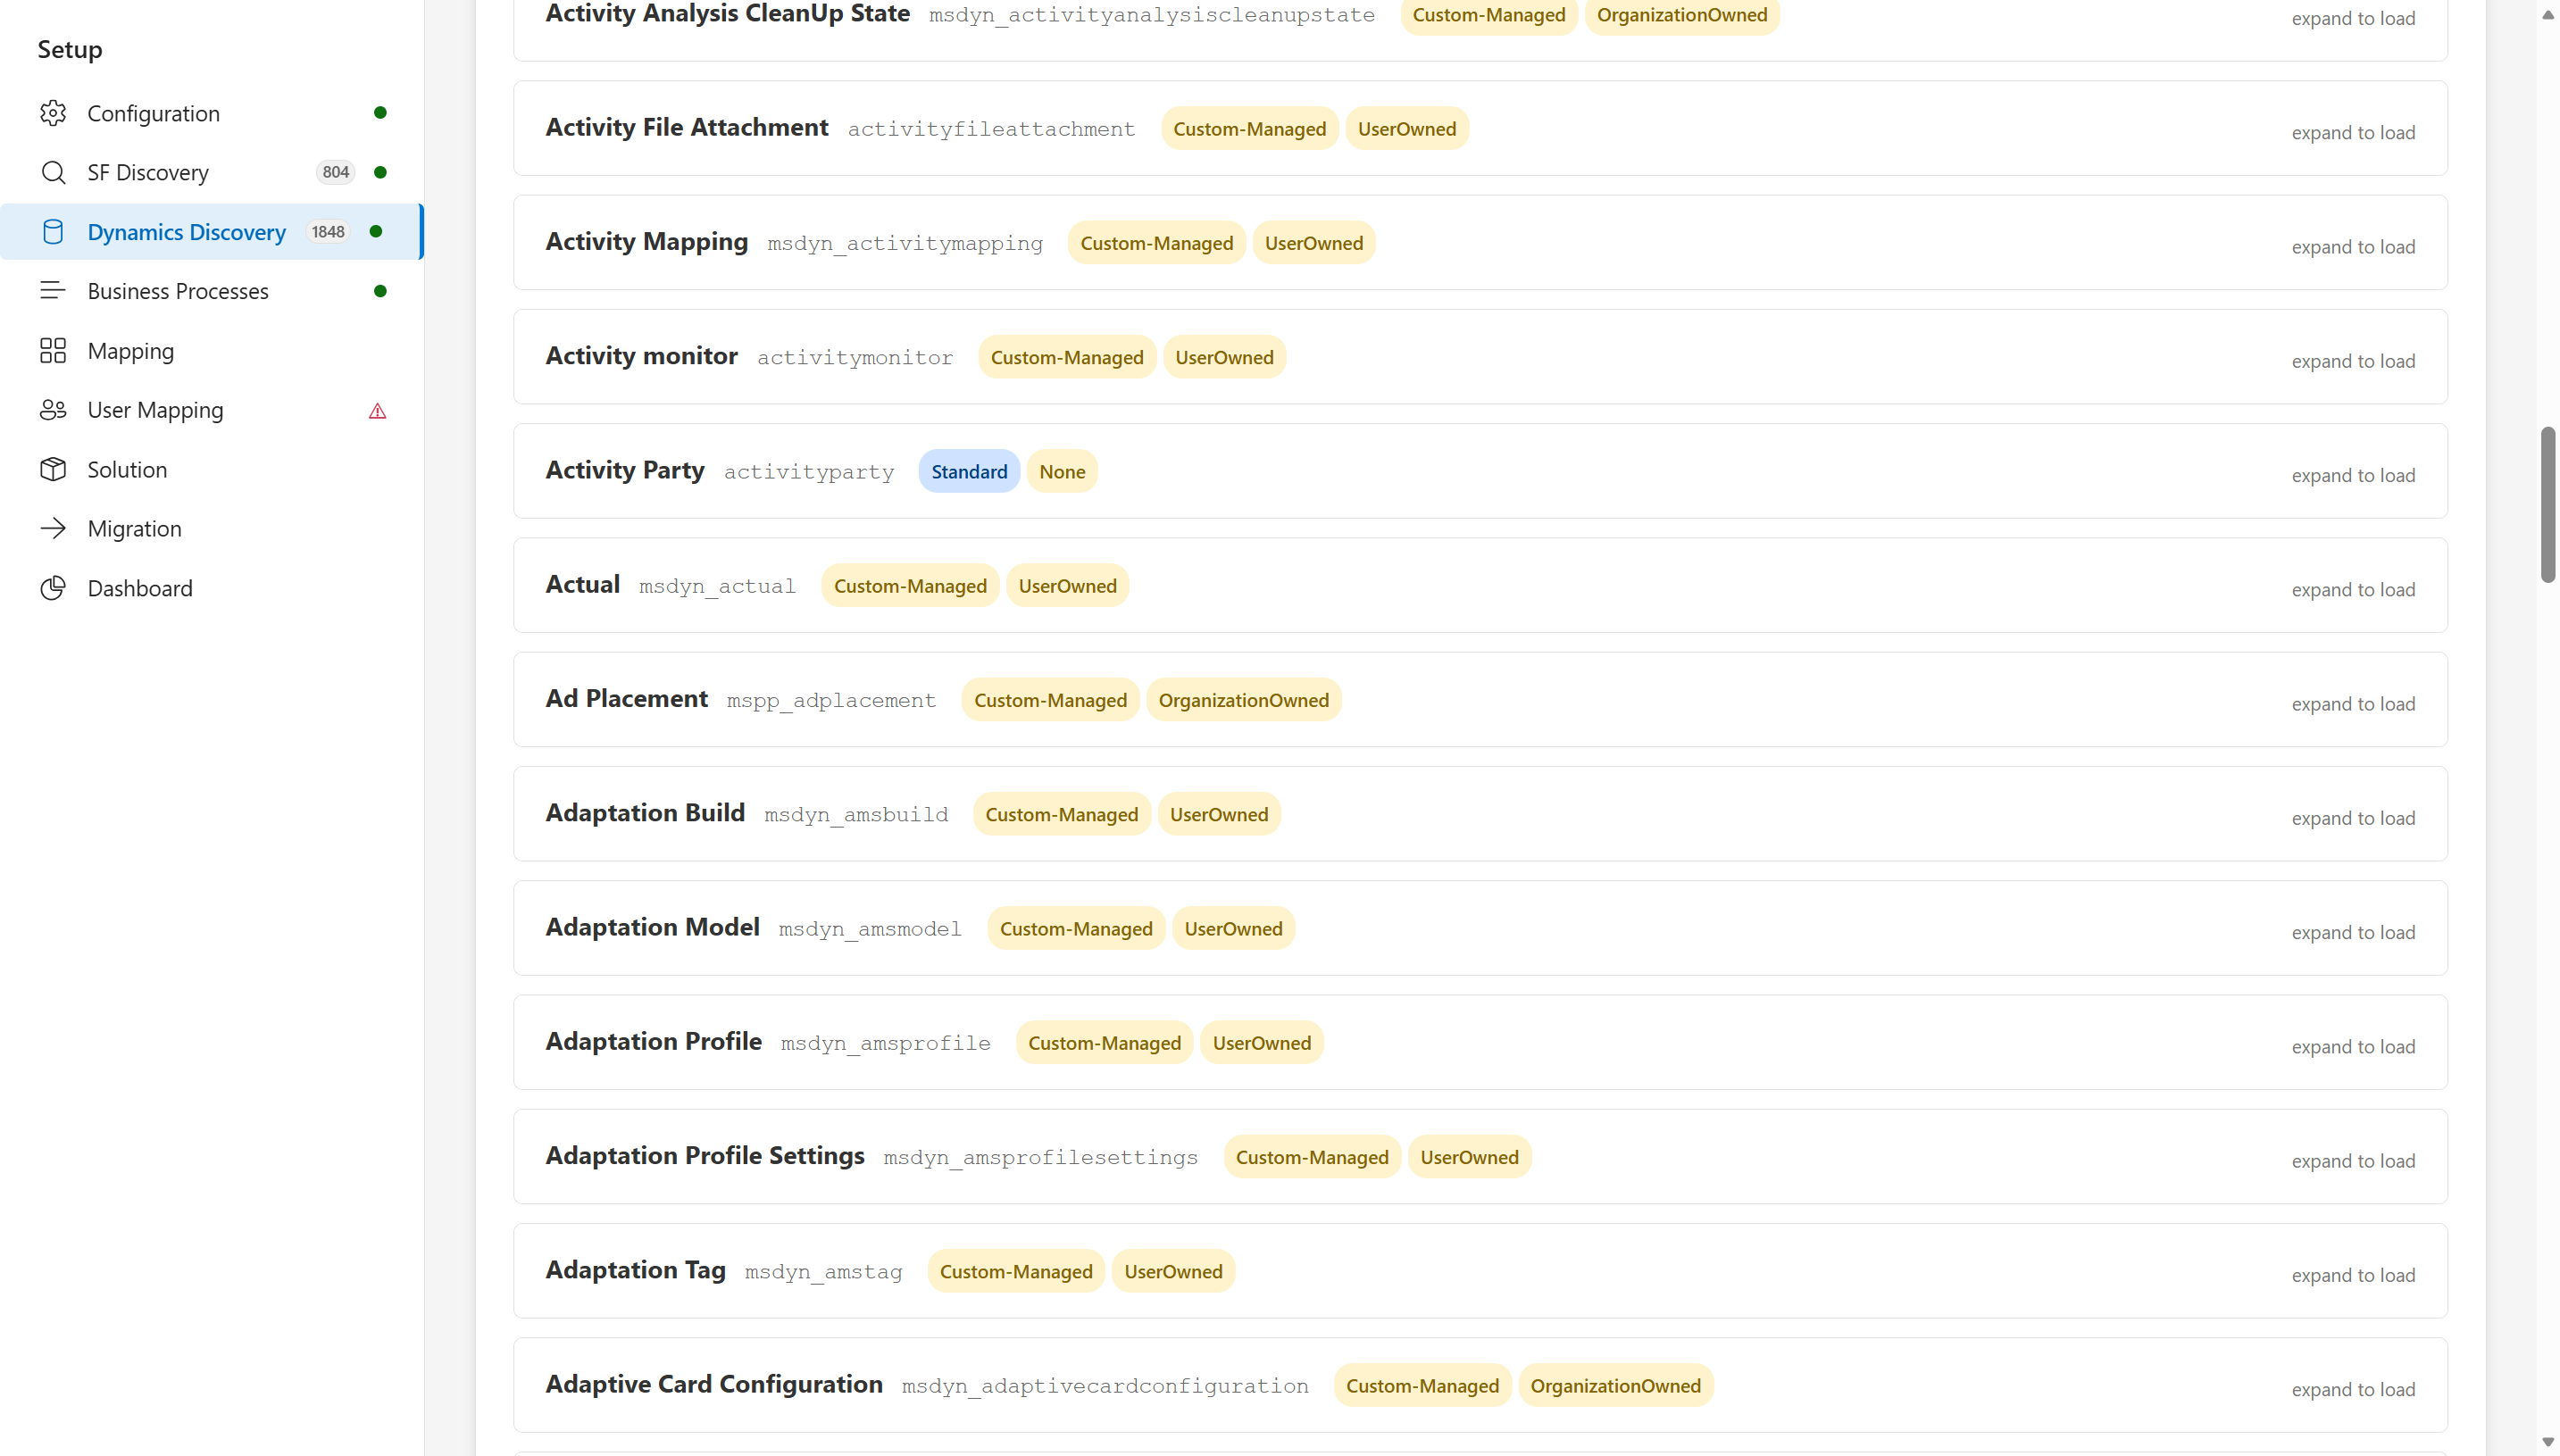 Setup
Configuration
SF Discovery 804
Dynamics Discovery 1848
Business Processes
Mapping
User Mapping
Solution
Migration
Dashboard
Activity Analysis CleanUp State msdyn_activityanalysiscleanupstate Custom-Managed OrganizationOwned expand to load
Activity File Attachment activityfileattachment Custom-Managed UserOwned expand to load
Activity Mapping msdyn_activitymapping Custom-Managed UserOwned expand to load
Activity monitor activitymonitor Custom-Managed UserOwned expand to load
Activity Party activityparty Standard None expand to load
Actual msdyn_actual Custom-Managed UserOwned expand to load
Ad Placement mspp_adplacement Custom-Managed OrganizationOwned expand to load
Adaptation Build msdyn_amsbuild Custom-Managed UserOwned expand to load
Adaptation Model msdyn_amsmodel Custom-Managed UserOwned expand to load
Adaptation Profile msdyn_amsprofile Custom-Managed UserOwned expand to load
Adaptation Profile Settings msdyn_amsprofilesettings Custom-Managed UserOwned expand to load
Adaptation Tag msdyn_amstag Custom-Managed UserOwned expand to load
Adaptive Card Configuration msdyn_adaptivecardconfiguration Custom-Managed OrganizationOwned expand to load